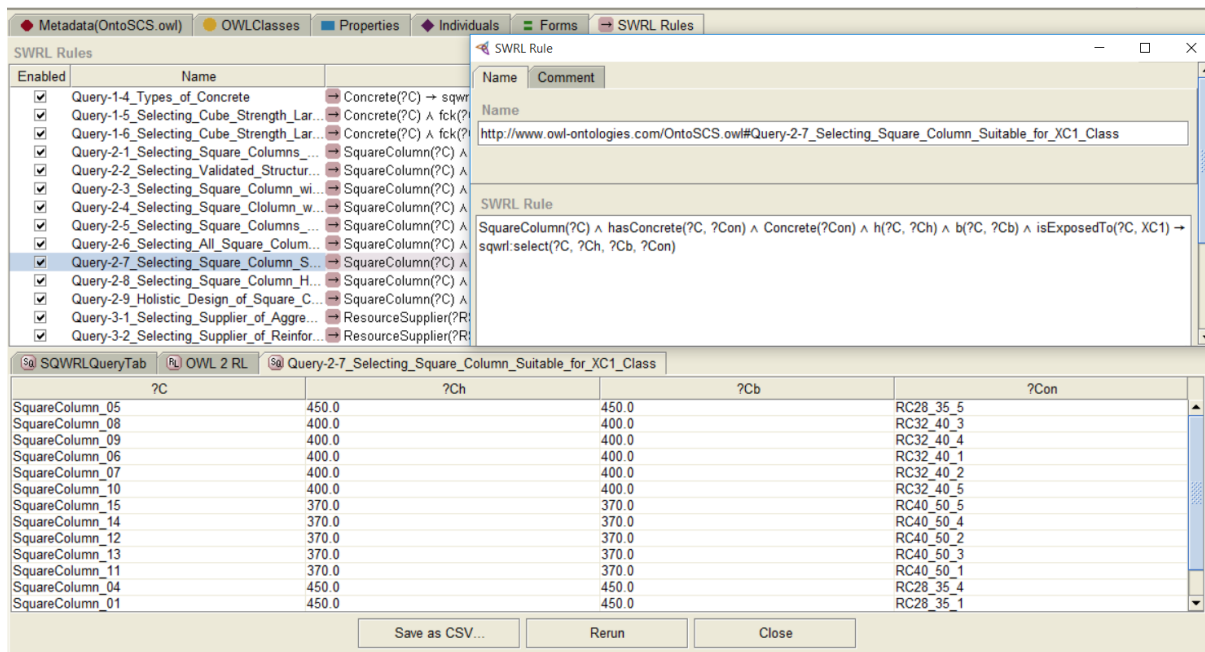 Metadata(OntoSCS.owl) OWLClasses Properties Individuals Forms SWRL Rules
SWRL Rules
Enabled Name
Query-1-4_Types_of_Concrete → Concrete(?C) → sqwr
Query-1-5_Selecting_Cube_Strength_Lar... → Concrete(?C) ∧ fck(?
Query-1-6_Selecting_Cube_Strength_Lar... → Concrete(?C) ∧ fck(?
Query-2-1_Selecting_Square_Columns_... → SquareColumn(?C) ∧
Query-2-2_Selecting_Validated_Structur... → SquareColumn(?C) ∧
Query-2-3_Selecting_Square_Column_wi... → SquareColumn(?C) ∧
Query-2-4_Selecting_Square_Clolumn_w... → SquareColumn(?C) ∧
Query-2-5_Selecting_Square_Columns_... → SquareColumn(?C) ∧
Query-2-6_Selecting_All_Square_Colum... → SquareColumn(?C) ∧
Query-2-7_Selecting_Square_Column_S... → SquareColumn(?C) ∧
Query-2-8_Selecting_Square_Column_H... → SquareColumn(?C) ∧
Query-2-9_Holistic_Design_of_Square_C... → SquareColumn(?C) ∧
Query-3-1_Selecting_Supplier_of_Aggre... → ResourceSupplier(?R
Query-3-2_Selecting_Supplier_of_Reinfor... → ResourceSupplier(?R
SWRL Rule
Name Comment
Name
http://www.owl-ontologies.com/OntoSCS.owl#Query-2-7_Selecting_Square_Column_Suitable_for_XC1_Class
SWRL Rule
SquareColumn(?C) ∧ hasConcrete(?C, ?Con) ∧ Concrete(?Con) ∧ h(?C, ?Ch) ∧ b(?C, ?Cb) ∧ isExposedTo(?C, XC1) →
sqwrl:select(?C, ?Ch, ?Cb, ?Con)
SQWRLQueryTab OWL 2 RL Query-2-7_Selecting_Square_Column_Suitable_for_XC1_Class
?C ?Ch ?Cb ?Con
SquareColumn_05 450.0 450.0 RC28_35_5
SquareColumn_08 400.0 400.0 RC32_40_3
SquareColumn_09 400.0 400.0 RC32_40_4
SquareColumn_06 400.0 400.0 RC32_40_1
SquareColumn_07 400.0 400.0 RC32_40_2
SquareColumn_10 400.0 400.0 RC32_40_5
SquareColumn_15 370.0 370.0 RC40_50_5
SquareColumn_14 370.0 370.0 RC40_50_4
SquareColumn_12 370.0 370.0 RC40_50_2
SquareColumn_13 370.0 370.0 RC40_50_3
SquareColumn_11 370.0 370.0 RC40_50_1
SquareColumn_04 450.0 450.0 RC28_35_4
SquareColumn_01 450.0 450.0 RC28_35_1
Save as CSV... Rerun Close